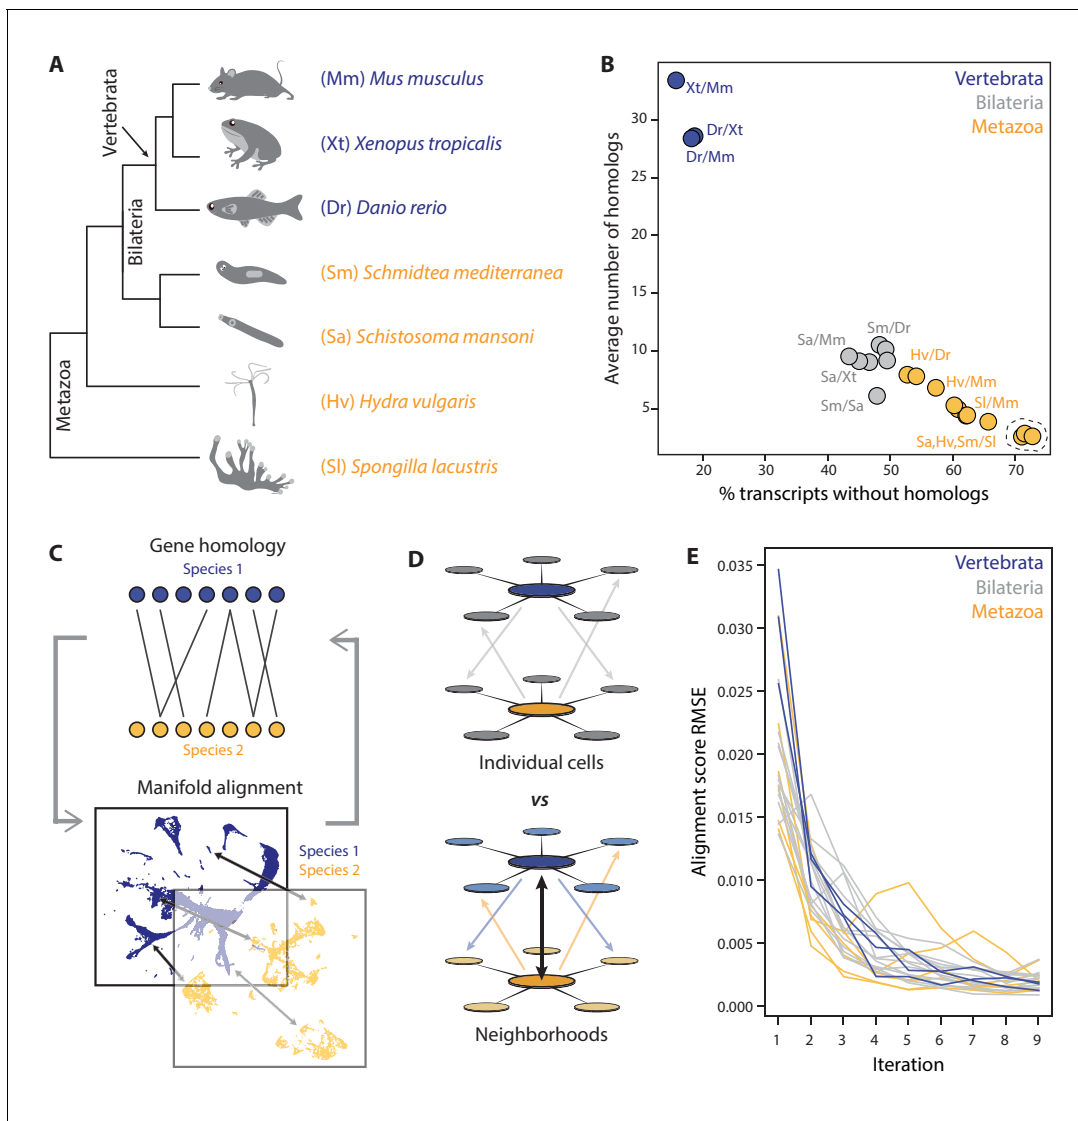 A
Vertebrata
Bilateria
Metazoa
(Mm) Mus musculus
(Xt) Xenopus tropicalis
(Dr) Danio rerio
(Sm) Schmidtea mediterranea
(Sa) Schistosoma mansoni
(Hv) Hydra vulgaris
(Sl) Spongilla lacustris
B
Vertebrata
Bilateria
Metazoa
Xt/Mm
Dr/Xt
Dr/Mm
Sm/Dr
Sa/Mm
Hv/Dr
Sa/Xt
Hv/Mm
Sm/Sa
Sl/Mm
Sa,Hv,Sm/Sl
30
25
20
15
10
5
Average number of homologs
20 30 40 50 60 70
% transcripts without homologs
C
Gene homology
Species 1
Species 2
Manifold alignment
Species 1
Species 2
D
Individual cells
vs
Neighborhoods
E
Vertebrata
Bilateria
Metazoa
0.035
0.030
0.025
0.020
0.015
0.010
0.005
0.000
Alignment score RMSE
1 2 3 4 5 6 7 8 9
Iteration